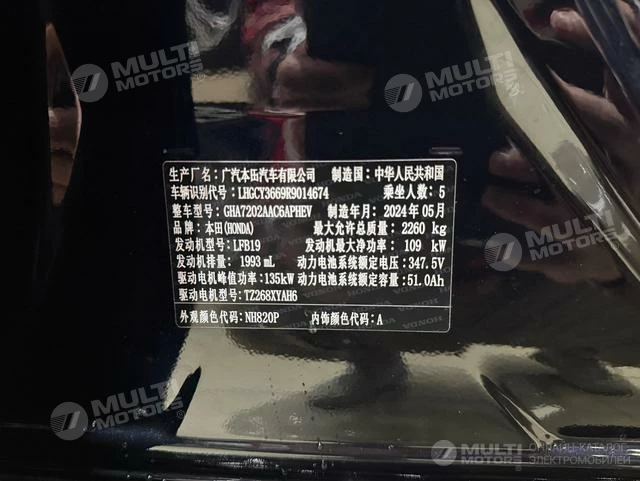 MULTI
MOTORS®
MULTI
MOTORS®
生产厂名：广汽本田汽车有限公司 制造国：中华人民共和国
车辆识别代号：LHGCY3669R9014674 乘坐人数：5
整车型号：GHA7202AAC6APHEV 制造年月：2024年05月
品牌：本田(HONDA) 最大允许总质量：2260 kg
发动机型号：LFB19 发动机最大净功率：109 kW
发动机排量：1993 mL 动力电池系统额定电压：347.5V
驱动电机峰值功率：135kW 动力电池系统额定容量：51.0Ah
驱动电机型号：TZ268XYAH6
外观颜色代码：NH820P 内饰颜色代码：A
MULTI
MOTORS®
MULTI
MOTORS
ОНЛАЙН-КАТАЛОГ
ЭЛЕКТРОМОБИЛЕЙ